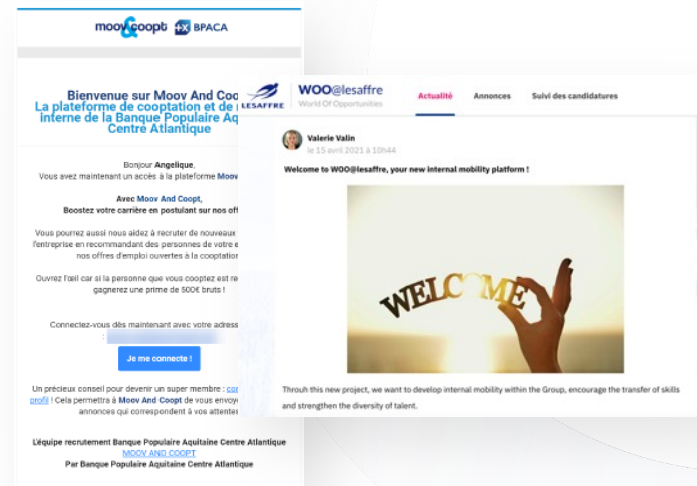 moov&coopt +X BPACA
Bienvenue sur Moov And Coo
La plateforme de cooptation et de
interne de la Banque Populaire Aq
Centre Atlantique
Bonjour Angelique,
Vous avez maintenant un accès à la plateforme Moov
Avec Moov And Coopt,
Boostez votre carrière en postulant sur nos off
Vous pourrez aussi nous aidez à recruter de nouveaux
l'entreprise en recommandant des personnes de votre e
nos offres d'emploi ouvertes à la cooptation
Ouvrez l'œil car si la personne que vous cooptez est re
gagnerez une prime de 500€ bruts !
Connectez-vous dès maintenant avec votre adress
:
Je me connecte !
Un précieux conseil pour devenir un super membre : co
profil ! Cela permettra à Moov And Coopt de vous envoye
annonces qui correspondent à vos attentes
L'équipe recrutement Banque Populaire Aquitaine Centre Atlantique
MOOV AND COOPT
Par Banque Populaire Aquitaine Centre Atlantique
LESAFFRE
WOO@lesaffre
World Of Opportunities
Actualité Annonces Suivi des candidatures
Valerie Valin
le 15 avril 2021 à 10h44
Welcome to WOO@lesaffre, your new internal mobility platform !
WELCOME
Throuh this new project, we want to develop internal mobility within the Group, encourage the transfer of skills
and strengthen the diversity of talent.